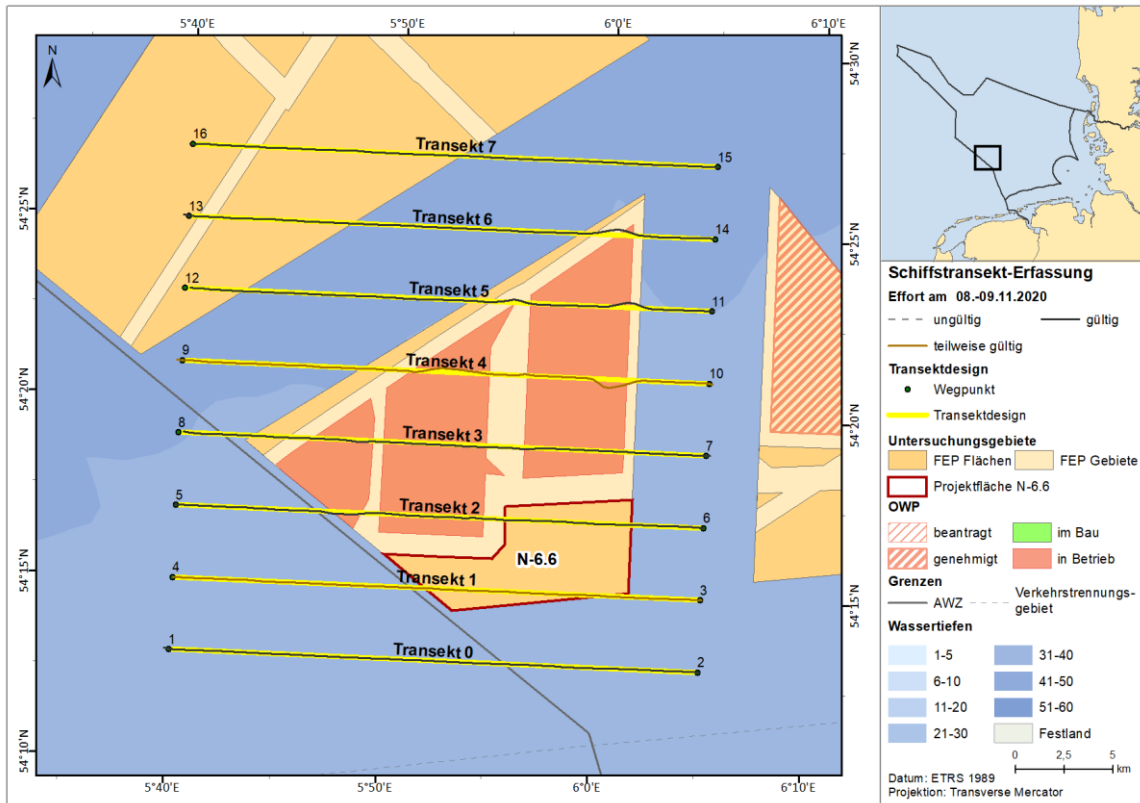 5°40'E
5°50'E
6°0'E
6°10'E
N
54°30'N
54°25'N
54°25'N
54°20'N
54°20'N
54°15'N
54°15'N
54°10'N
16
Transekt 7
15
13
Transekt 6
14
12
Transekt 5
11
9
Transekt 4
10
8
Transekt 3
7
5
Transekt 2
6
N-6.6
4
Transekt 1
3
1
Transekt 0
2
5°40'E
5°50'E
6°0'E
6°10'E
Schiffstransekt-Erfassung
Effort am 08.-09.11.2020
ungültig
gültig
teilweise gültig
Transektdesign
Wegpunkt
Transektdesign
Untersuchungsgebiete
FEP Flächen
FEP Gebiete
Projektfläche N-6.6
OWP
beantragt
im Bau
genehmigt
in Betrieb
Grenzen
AWZ
Verkehrstrennungs-
gebiet
Wassertiefen
1-5
31-40
6-10
41-50
11-20
51-60
21-30
Festland
0 2,5 5
km
Datum: ETRS 1989
Projektion: Transverse Mercator